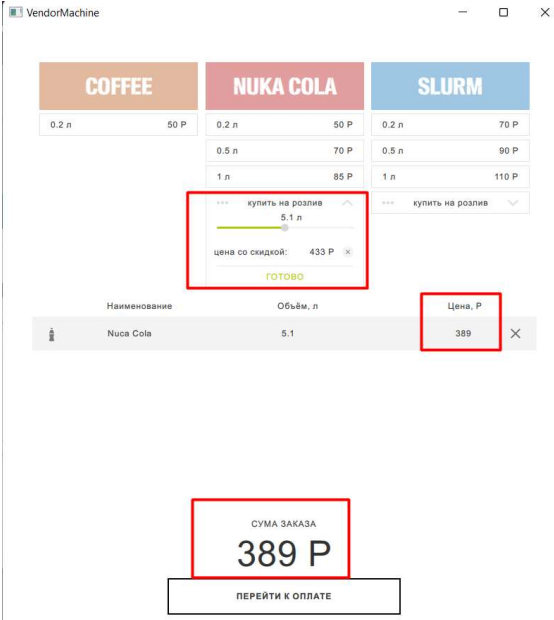 VendorMachine
COFFEE NUKA COLA SLURM
0.2 л 50 Р 0.2 л 50 Р 0.2 л 70 Р
0.5 л 70 Р 0.5 л 90 Р
1 л 85 Р 1 л 110 Р
купить на розлив купить на розлив
5.1 л
цена со скидкой: 433 Р
ГОТОВО
Наименование Объём, л Цена, Р
Nuca Cola 5.1 389
СУМА ЗАКАЗА
389 Р
ПЕРЕЙТИ К ОПЛАТЕ